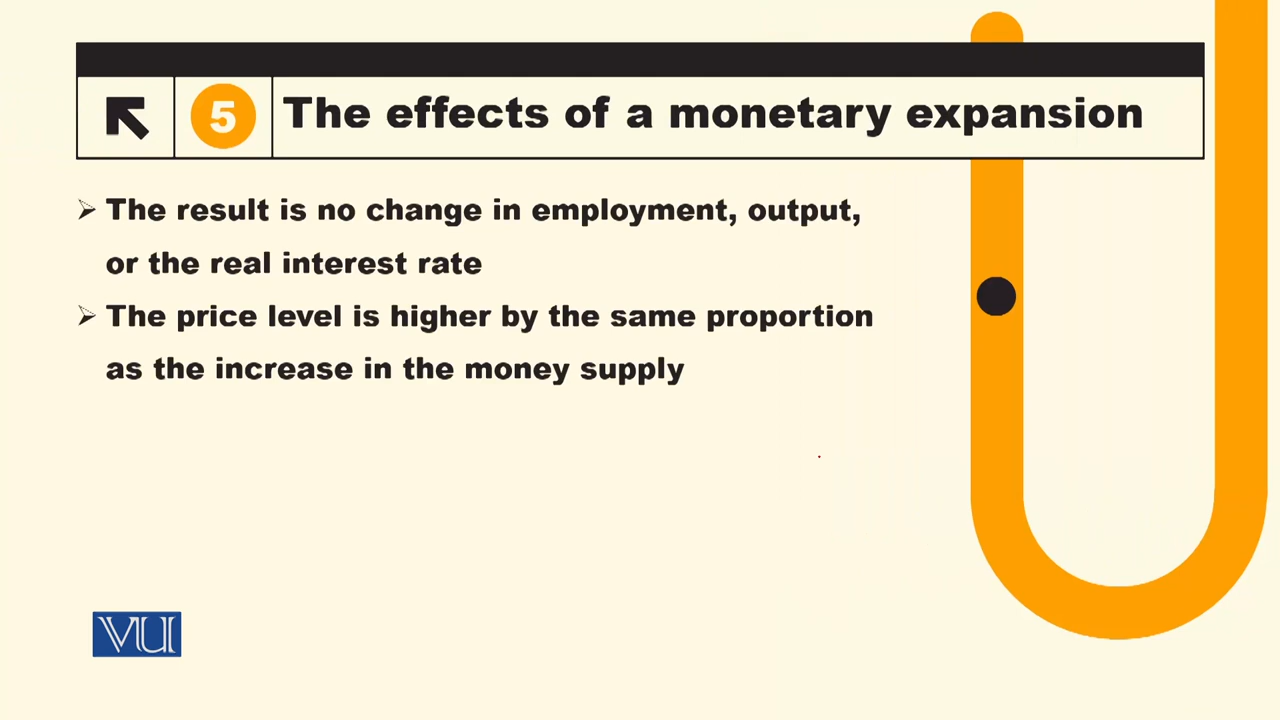 5 The effects of a monetary expansion
➢ The result is no change in employment, output,
or the real interest rate
➢ The price level is higher by the same proportion
as the increase in the money supply
VU